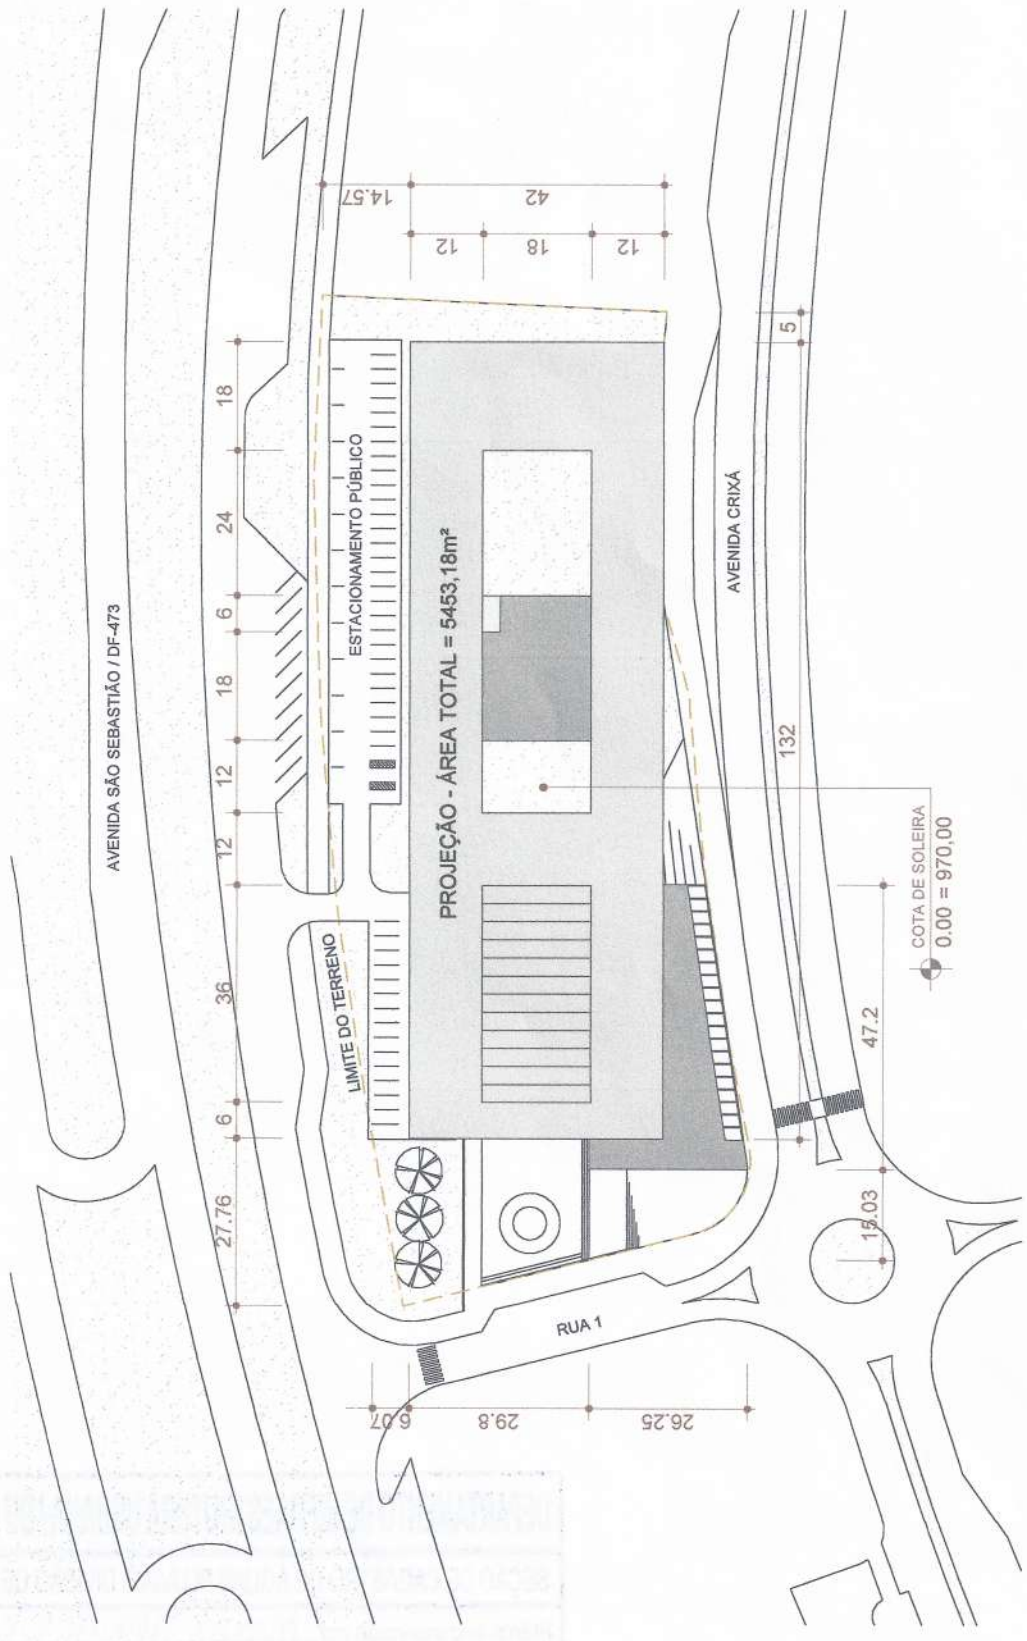 AVENIDA SÃO SEBASTIÃO / DF-473
27.76
6
36
12
12
18
6
24
18
LIMITE DO TERRENO
ESTACIONAMENTO PÚBLICO
PROJEÇÃO - ÁREA TOTAL = 5453,18m²
14.57
42
12
18
12
6.07
29.8
26.25
RUA 1
AVENIDA CRIXÁ
132
5
15.03
47.2
COTA DE SOLEIRA
0.00 = 970,00